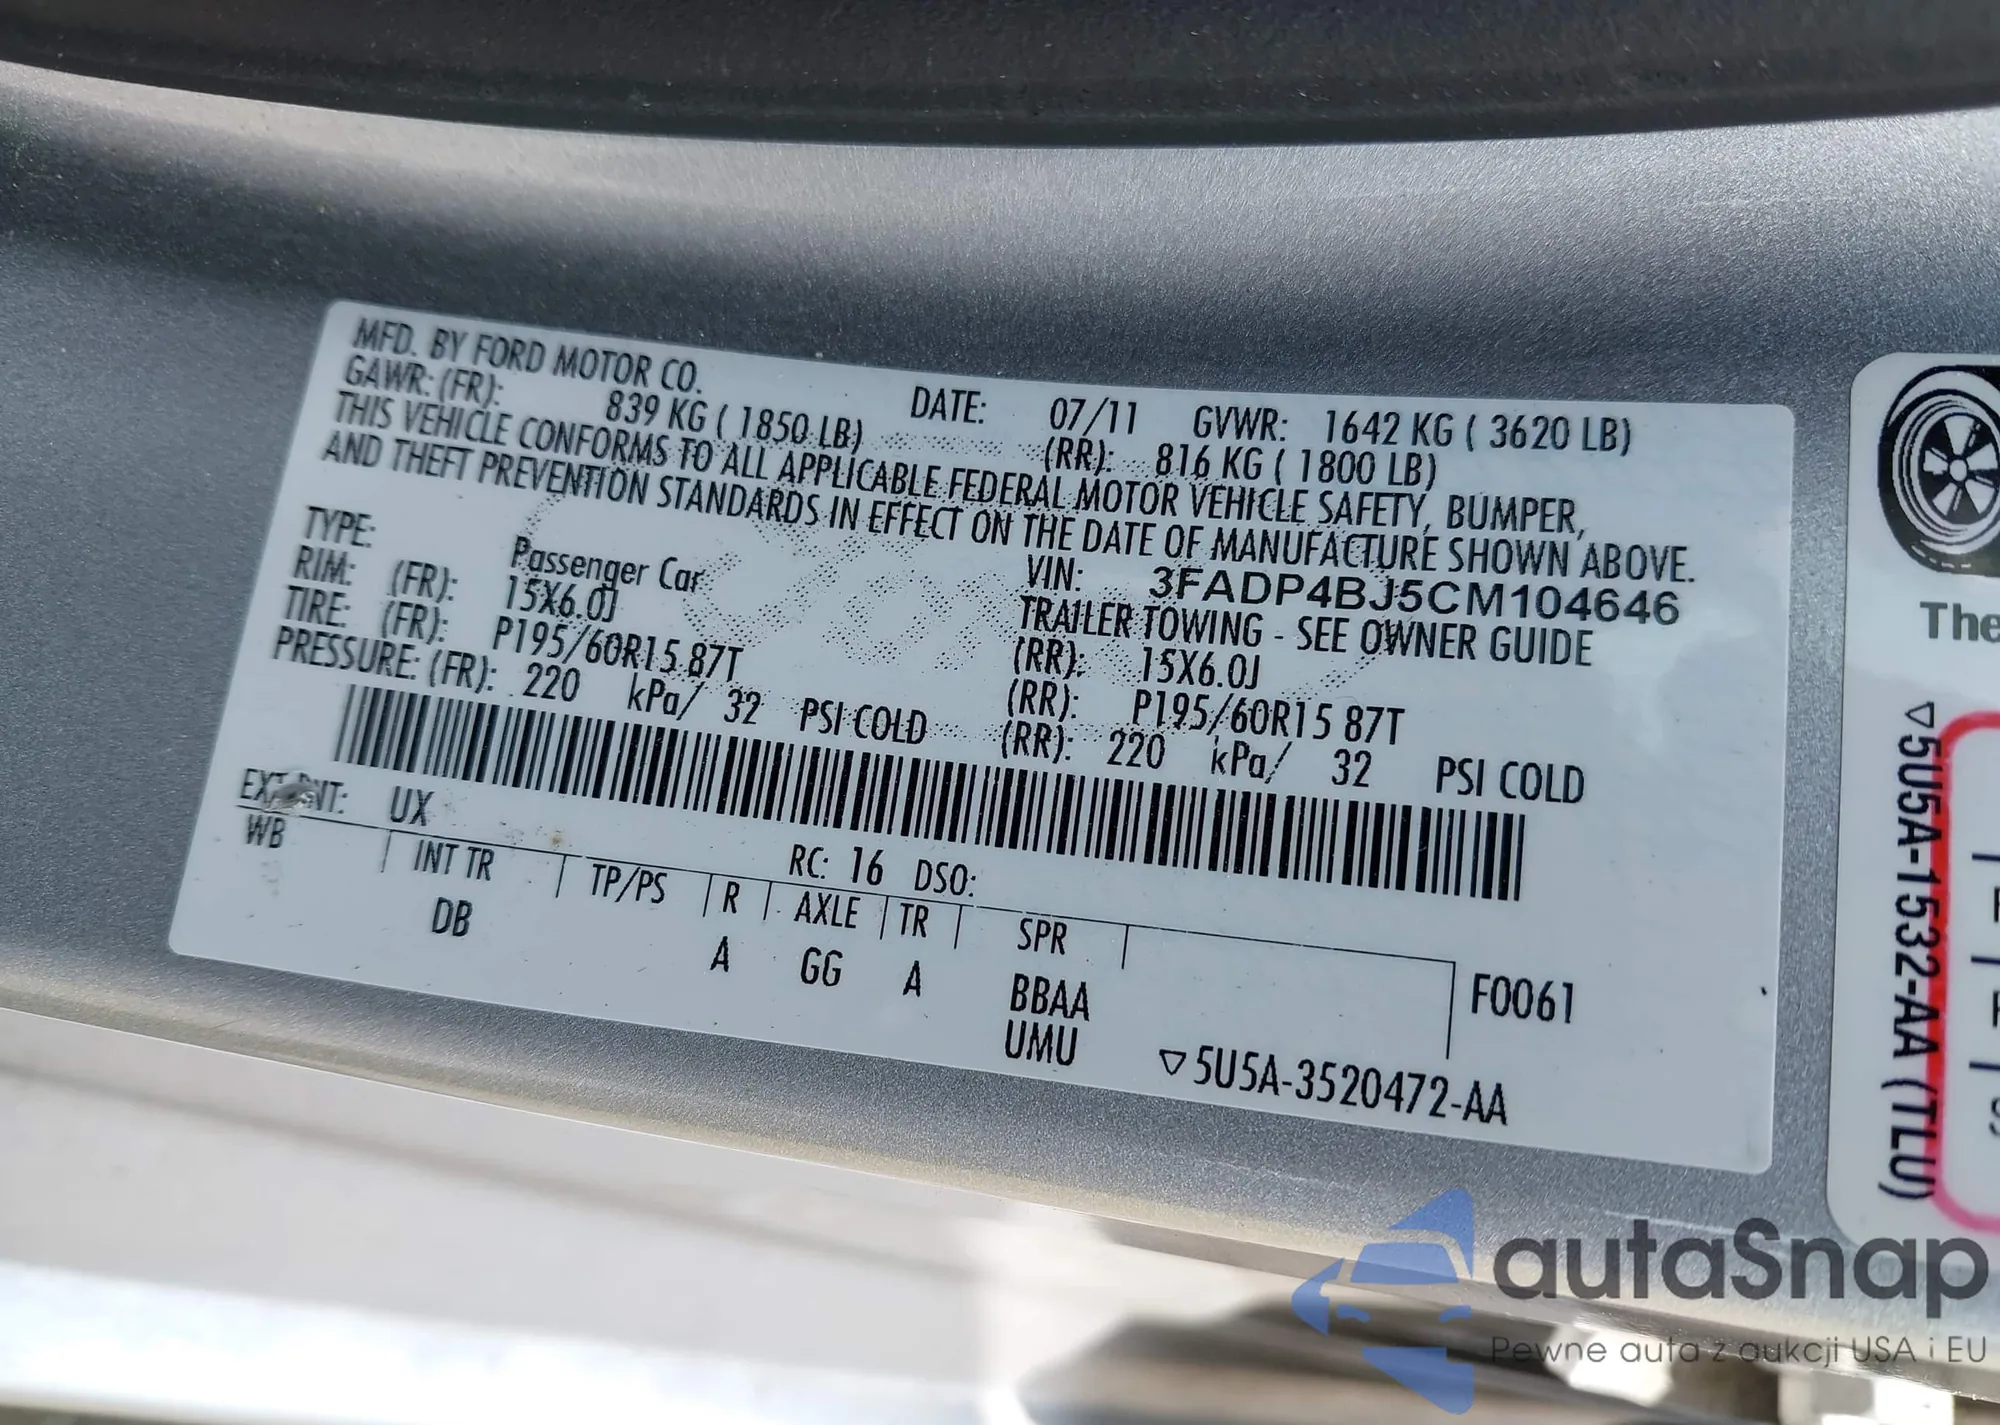 MFD. BY FORD MOTOR CO. DATE: 07/11 GVWR: 1642 KG ( 3620 LB)
GAWR: (FR): 839 KG ( 1850 LB) (RR): 816 KG ( 1800 LB)
THIS VEHICLE CONFORMS TO ALL APPLICABLE FEDERAL MOTOR VEHICLE SAFETY, BUMPER,
AND THEFT PREVENTION STANDARDS IN EFFECT ON THE DATE OF MANUFACTURE SHOWN ABOVE.
VIN: 3FADP4BJ5CM104646
TYPE: Passenger Car TRAILER TOWING - SEE OWNER GUIDE
RIM: (FR): 15X6.0J (RR): 15X6.0J
TIRE: (FR): P195/60R15 87T (RR): P195/60R15 87T
PRESSURE: (FR): 220 kPa/ 32 PSI COLD (RR): 220 kPa/ 32 PSI COLD
UX RC: 16 DSO:
WB INT TR TP/PS R AXLE TR SPR
DB A GG A BBAA F0061
UMU
5U5A-3520472-AA
The
5U5A-1532-AA (TLU)
autaSnap
Pewne auta z aukcji USA i EU